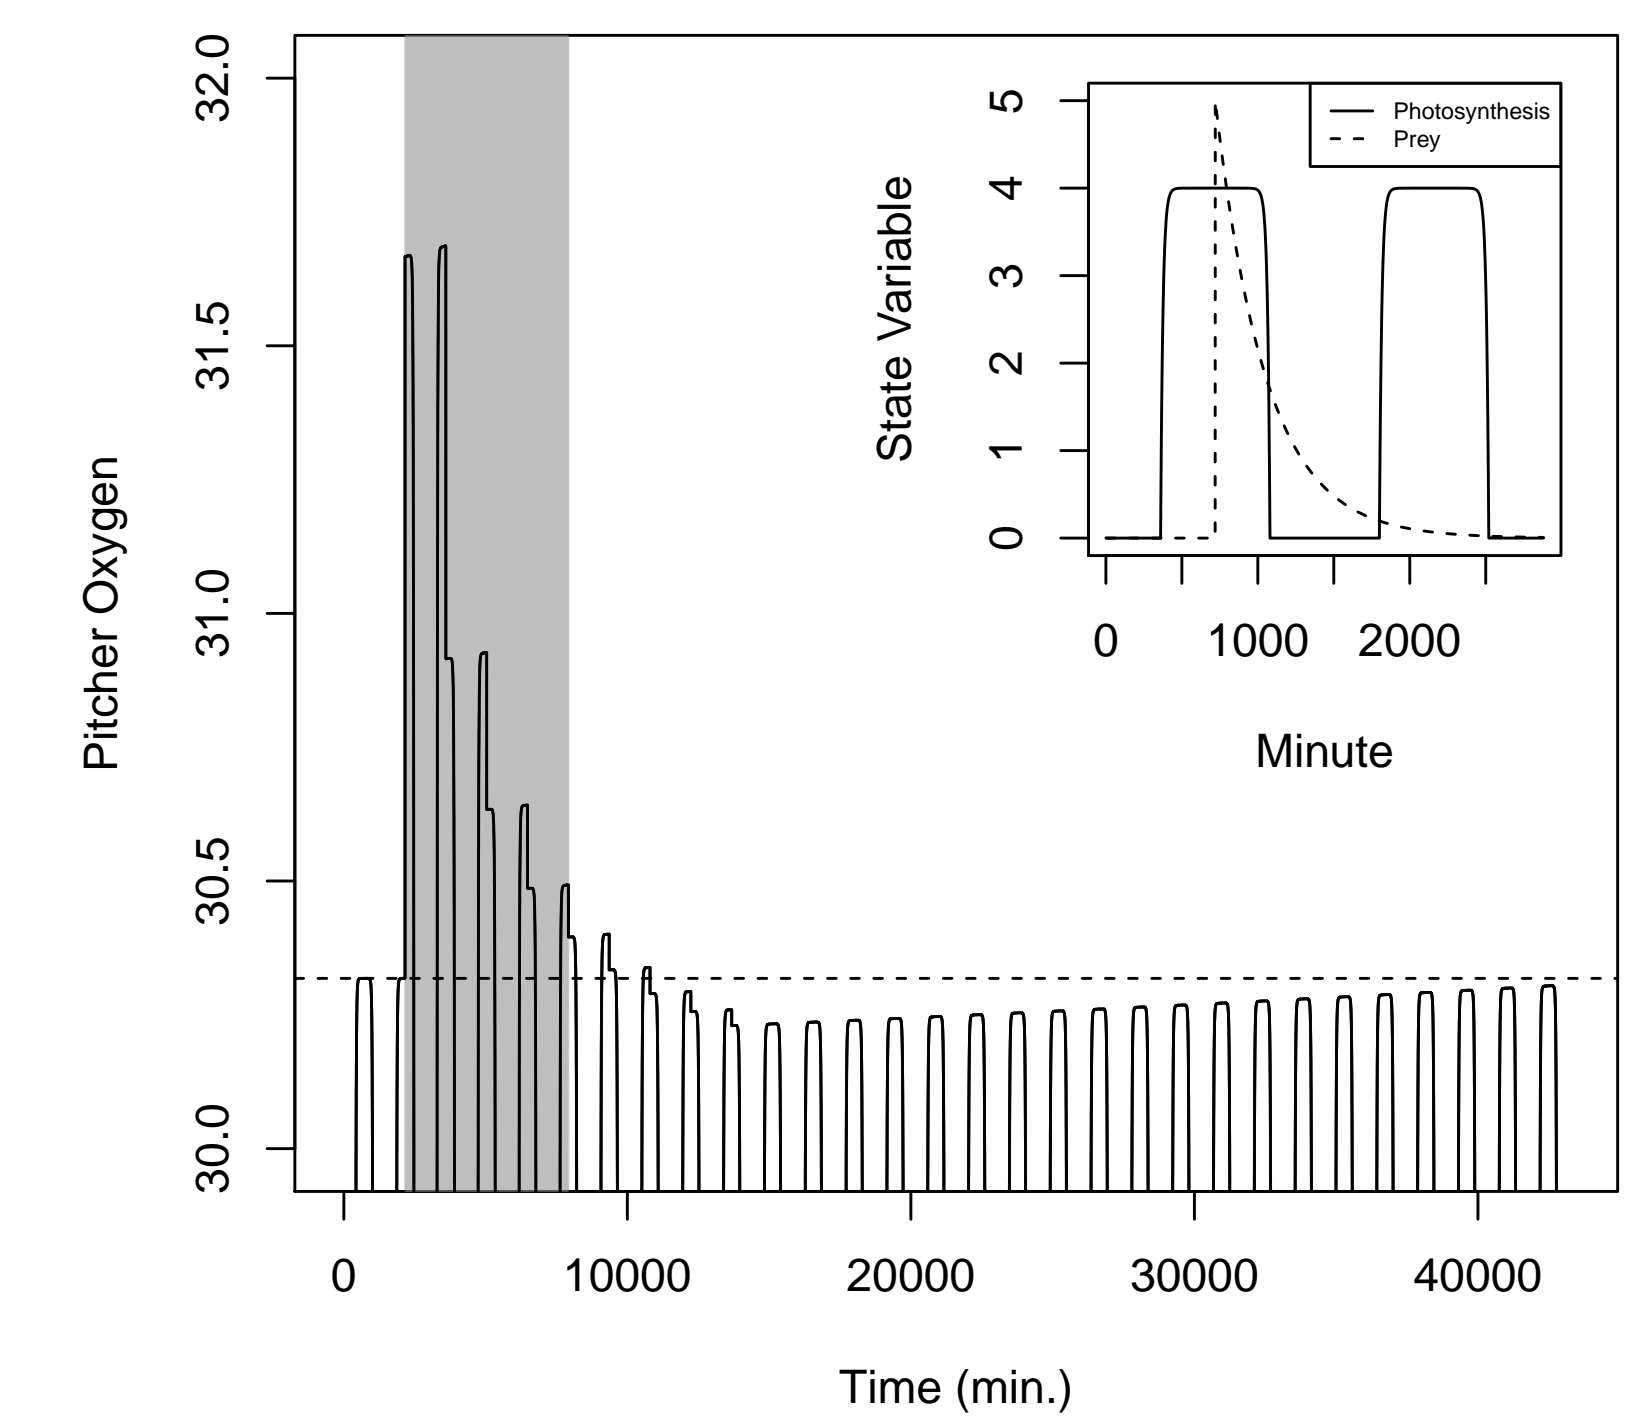 Pitcher Oxygen
32.0
31.5
31.0
30.5
30.0
0 10000 20000 30000 40000
Time (min.)
State Variable
5
4
3
2
1
0
Photosynthesis
Prey
0 1000 2000
Minute